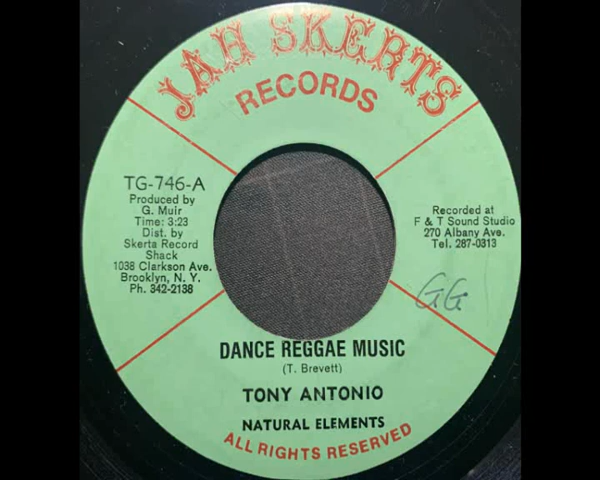 JAH SKERTS
RECORDS
TG-746-A
Produced by
G. Muir
Time: 3:23
Dist. by
Skerta Record
Shack
1038 Clarkson Ave.
Brooklyn, N. Y.
Ph. 342-2138
Recorded at
F & T Sound Studio
270 Albany Ave.
Tel. 287-0313
GG
DANCE REGGAE MUSIC
(T. Brevett)
TONY ANTONIO
NATURAL ELEMENTS
ALL RIGHTS RESERVED